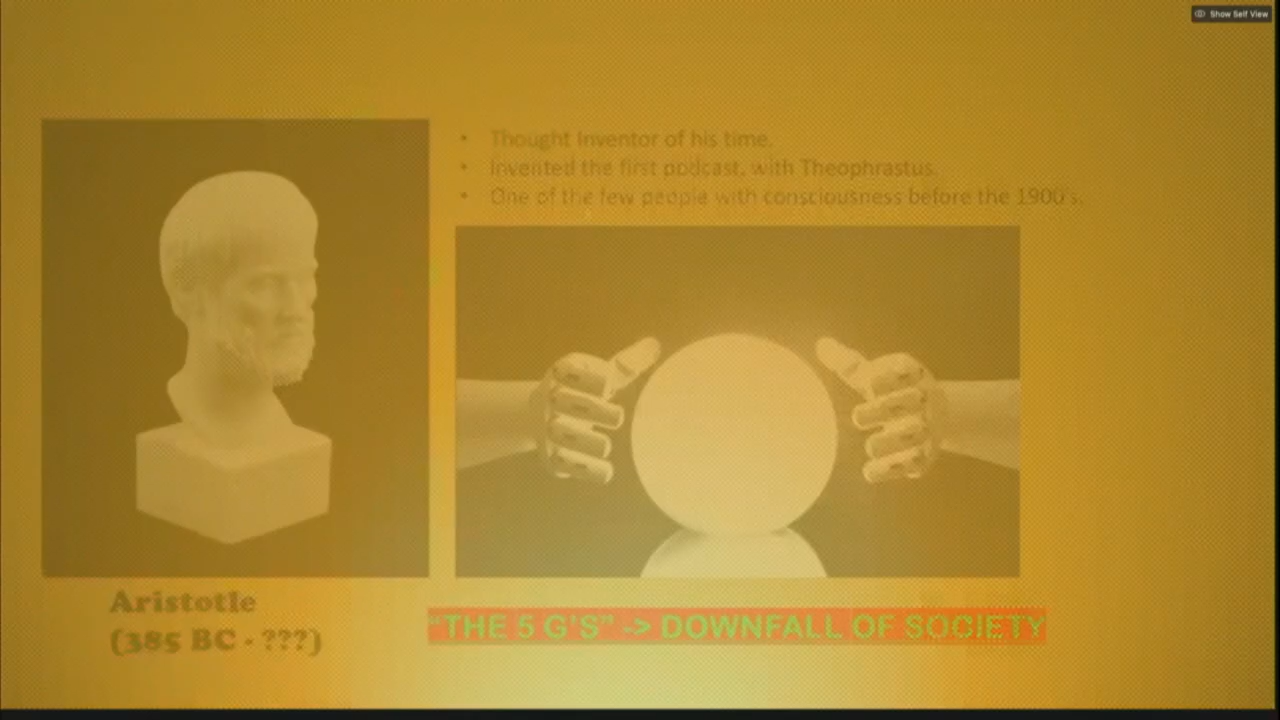 Show Self View
• Thought Inventor of his time.
• Invented the first podcast, with Theophrastus.
• One of the few people with consciousness before the 1900's.
Aristotle
(385 BC - ???)
"THE 5 G'S" -> DOWNFALL OF SOCIETY